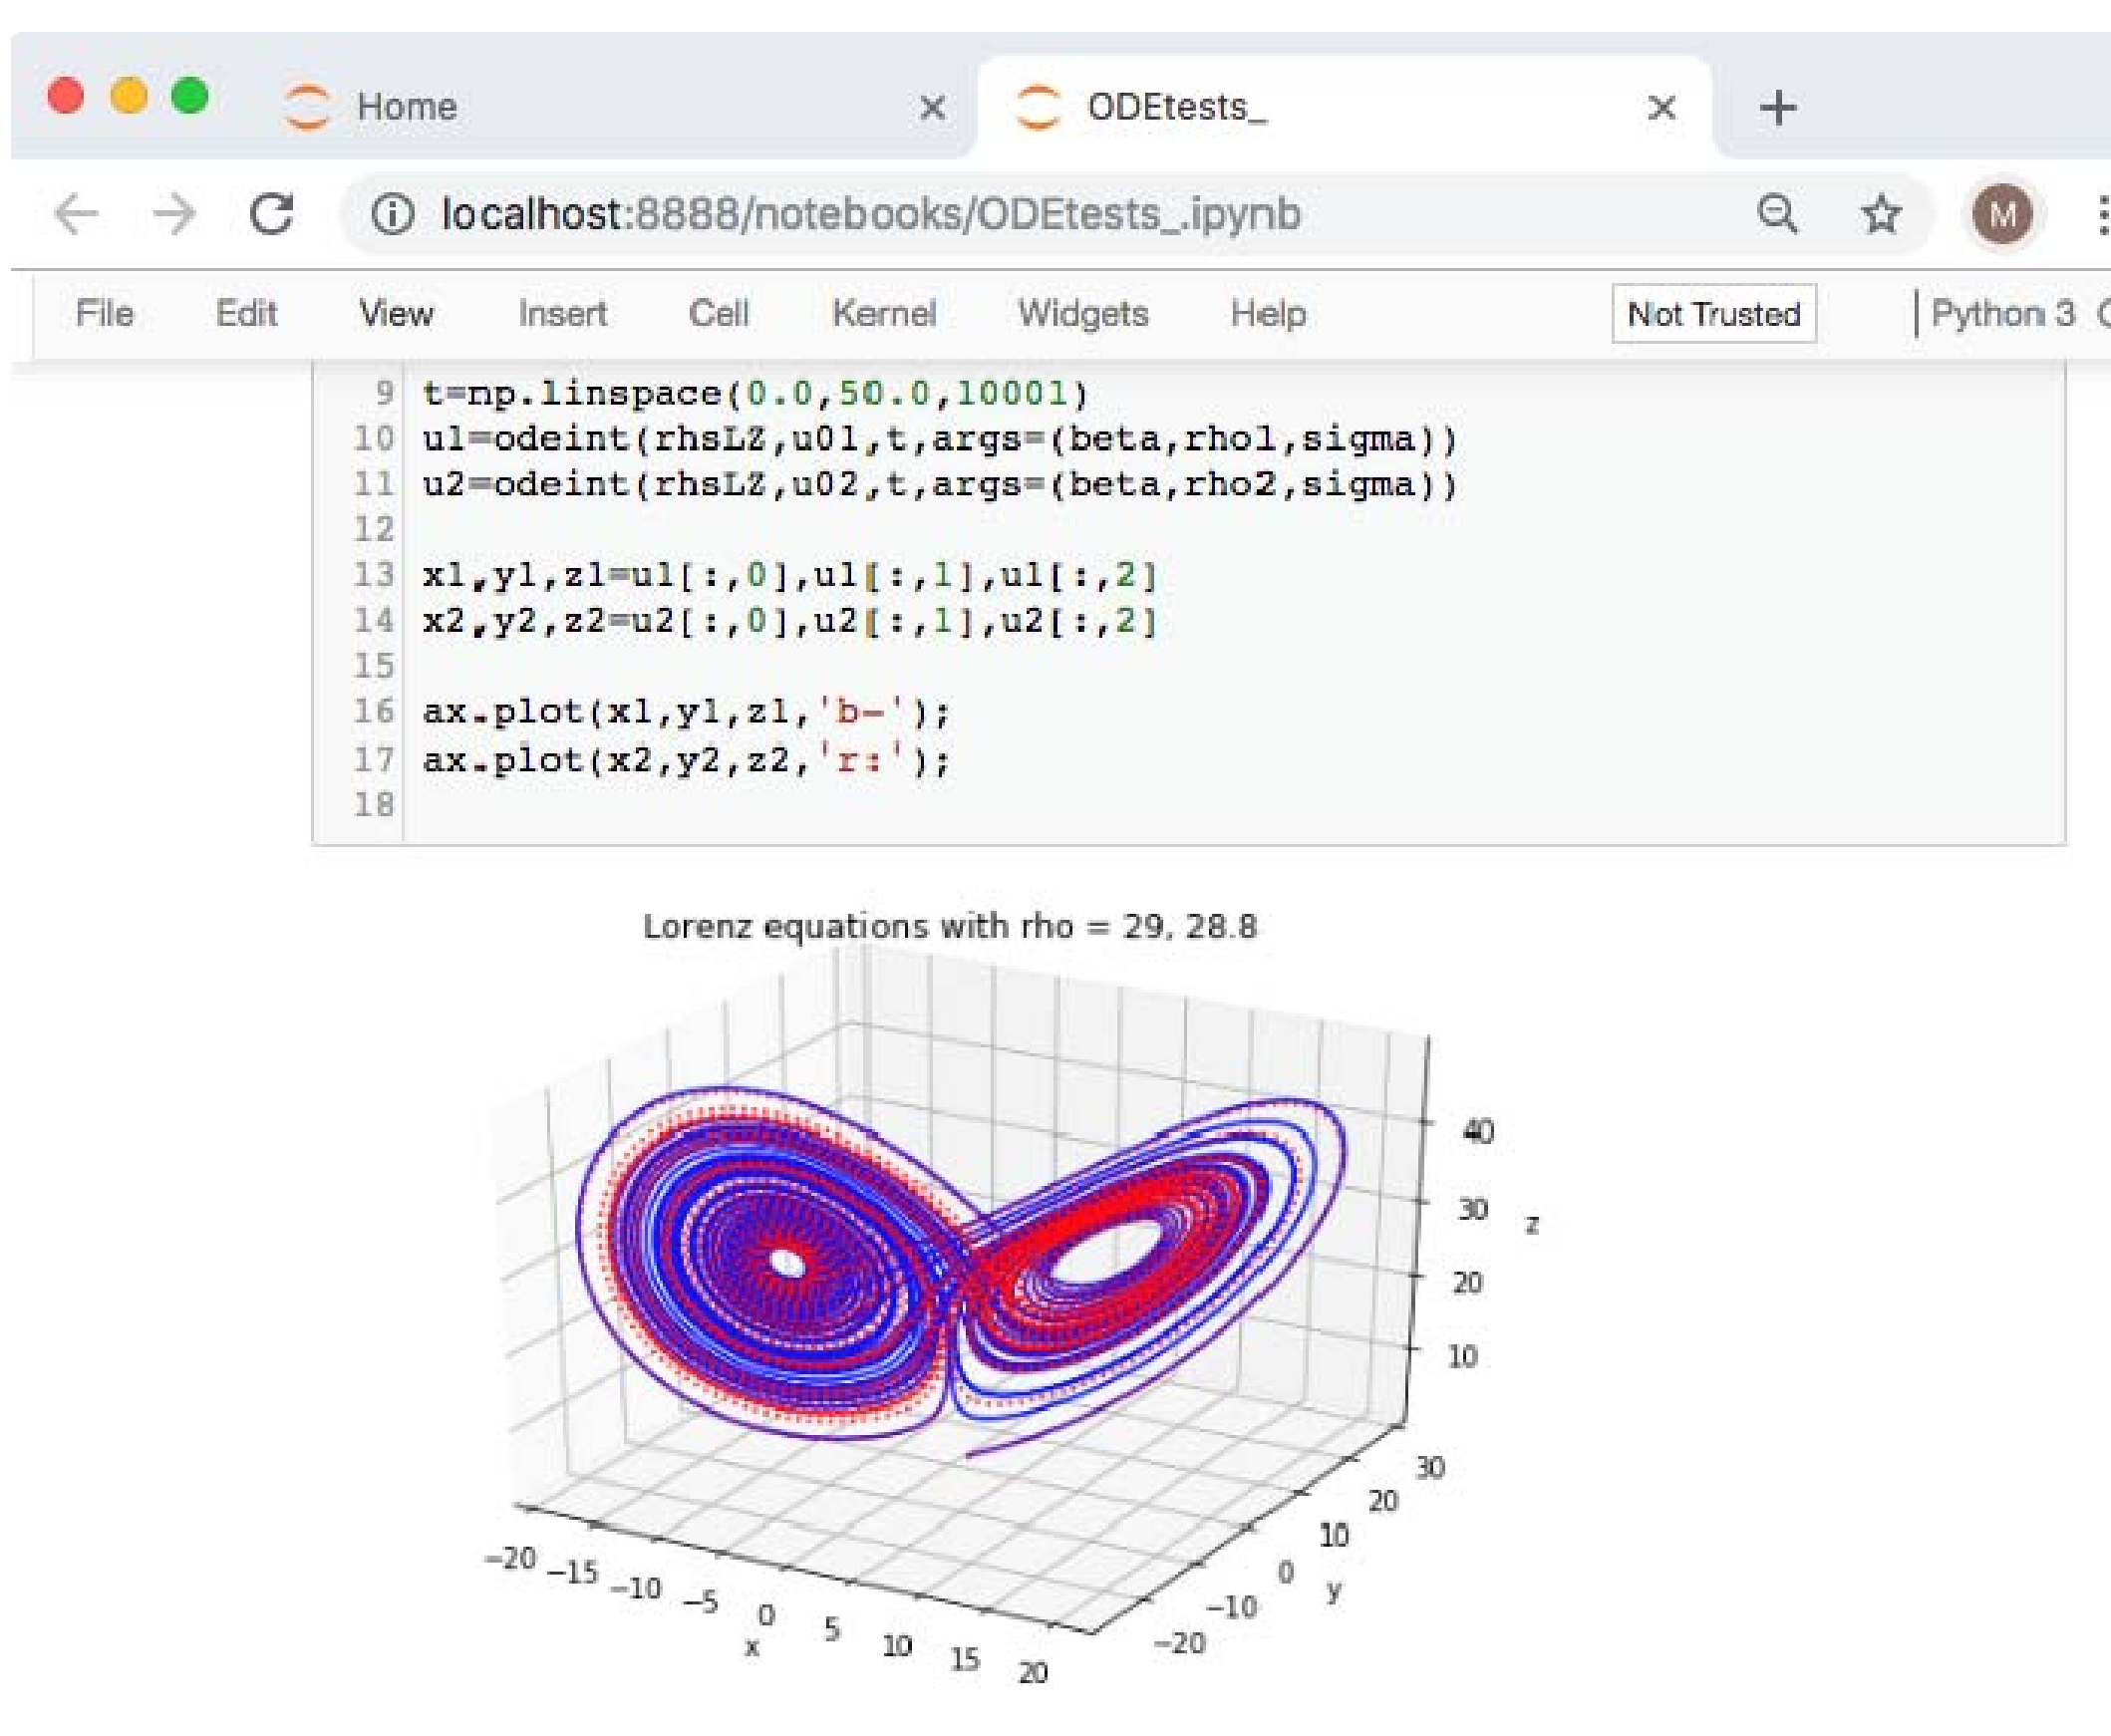 Home
ODEtests_
localhost:8888/notebooks/ODEtests_.ipynb
M
File Edit View Insert Cell Kernel Widgets Help Not Trusted Python 3
9 t=np.linspace(0.0,50.0,10001)
10 u1=odeint(rhsLZ,u01,t,args=(beta,rho1,sigma))
11 u2=odeint(rhsLZ,u02,t,args=(beta,rho2,sigma))
12
13 x1,y1,z1=u1[:,0],u1[:,1],u1[:,2]
14 x2,y2,z2=u2[:,0],u2[:,1],u2[:,2]
15
16 ax.plot(x1,y1,z1,'b-');
17 ax.plot(x2,y2,z2,'r:');
18
Lorenz equations with rho = 29, 28.8
40
30
z
20
10
30
20
10
0
y
−10
−20
−20 −15 −10 −5 0 5 10 15 20
x